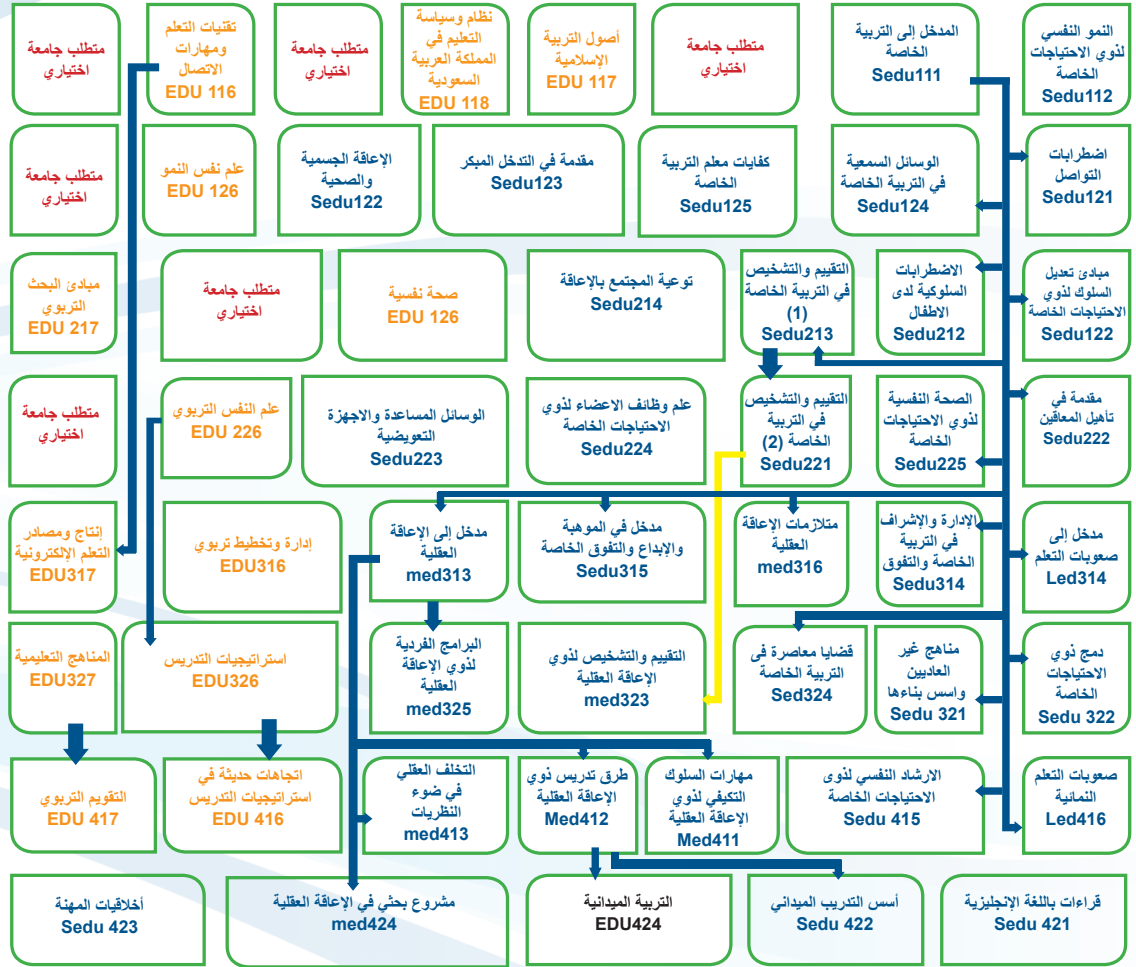 النمو النفسي
لذوي الاحتياجات
الخاصة
Sedu112
المدخل إلى التربية
الخاصة
Sedu111
متطلب جامعة
اختياري
أصول التربية
الإسلامية
EDU 117
نظام وسياسة
التعليم في
المملكة العربية
السعودية
EDU 118
متطلب جامعة
اختياري
تقنيات التعلم
ومهارات
الاتصال
EDU 116
متطلب جامعة
اختياري
اضطرابات
التواصل
Sedu121
الوسائل السمعية
في التربية الخاصة
Sedu124
كفايات معلم التربية
الخاصة
Sedu125
مقدمة في التدخل المبكر
Sedu123
الإعاقة الجسمية
والصحية
Sedu122
علم نفس النمو
EDU 126
متطلب جامعة
اختياري
مبادئ تعديل
السلوك لذوي
الاحتياجات الخاصة
Sedu122
الاضطرابات
السلوكية لدى
الاطفال
Sedu212
التقييم والتشخيص
في التربية الخاصة
(1)
Sedu213
توعية المجتمع بالإعاقة
Sedu214
صحة نفسية
EDU 126
متطلب جامعة
اختياري
مبادئ البحث
التربوي
EDU 217
مقدمة في
تأهيل المعاقين
Sedu222
الصحة النفسية
لذوي الاحتياجات
الخاصة
Sedu225
التقييم والتشخيص
في التربية
الخاصة (2)
Sedu221
علم وظائف الاعضاء لذوي
الاحتياجات الخاصة
Sedu224
الوسائل المساعدة والاجهزة
التعويضية
Sedu223
علم النفس التربوي
EDU 226
متطلب جامعة
اختياري
مدخل إلى
صعوبات التعلم
Led314
الإدارة والإشراف
في التربية
الخاصة والتفوق
Sedu314
متلازمات الإعاقة
العقلية
med316
مدخل في الموهبة
والإبداع والتفوق الخاصة
Sedu315
مدخل إلى الإعاقة
العقلية
med313
إدارة وتخطيط تربوي
EDU316
إنتاج ومصادر
التعلم الإلكترونية
EDU317
دمج ذوي
الاحتياجات
الخاصة
Sedu 322
مناهج غير
العاديين
واسس بناءها
Sedu 321
قضايا معاصرة فى
التربية الخاصة
Sed324
التقييم والتشخيص لذوي
الإعاقة العقلية
med323
البرامج الفردية
لذوي الإعاقة
العقلية
med325
استراتيجيات التدريس
EDU326
المناهج التعليمية
EDU327
صعوبات التعلم
النمائية
Led416
الارشاد النفسي لذوى
الاحتياجات الخاصة
Sedu 415
مهارات السلوك
التكيفي لذوي
الإعاقة العقلية
Med411
طرق تدريس ذوي
الإعاقة العقلية
Med412
التخلف العقلي
في ضوء
النظريات
med413
اتجاهات حديثة في
استراتيجيات التدريس
EDU 416
التقويم التربوي
EDU 417
قراءات باللغة الإنجليزية
Sedu 421
أسس التدريب الميداني
Sedu 422
التربية الميدانية
EDU424
مشروع بحثي في الإعاقة العقلية
med424
أخلاقيات المهنة
Sedu 423